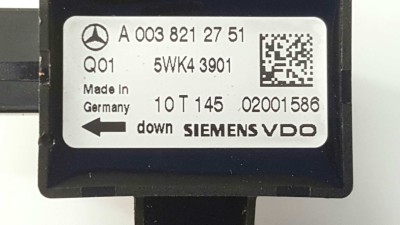 A 003 821 27 51
Q01 5WK4 3901
Made in
Germany 10 T 145 02001586
down SIEMENS VDO